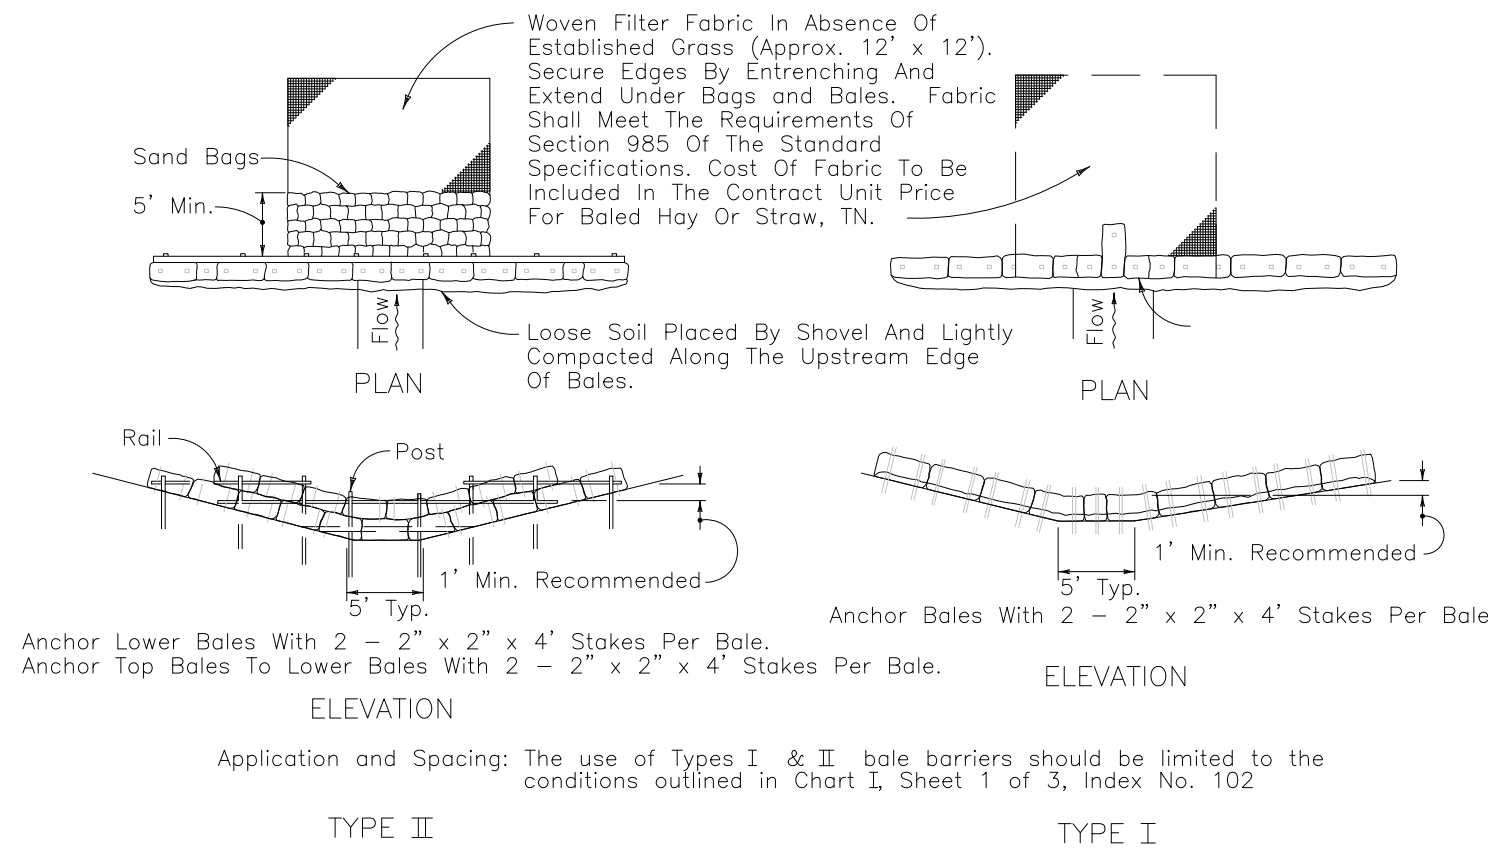 Woven Filter Fabric In Absence Of
Established Grass (Approx. 12' x 12').
Secure Edges By Entrenching And
Extend Under Bags and Bales. Fabric
Shall Meet The Requirements Of
Section 985 Of The Standard
Specifications. Cost Of Fabric To Be
Included In The Contract Unit Price
For Baled Hay Or Straw, TN.
Sand Bags
5' Min.
Flow
Flow
Loose Soil Placed By Shovel And Lightly
Compacted Along The Upstream Edge
Of Bales.
PLAN
PLAN
Rail
Post
1' Min. Recommended
5' Typ.
1' Min. Recommended
5' Typ.
Anchor Bales With 2 – 2" x 2" x 4' Stakes Per Bale
Anchor Lower Bales With 2 – 2" x 2" x 4' Stakes Per Bale.
Anchor Top Bales To Lower Bales With 2 – 2" x 2" x 4' Stakes Per Bale.
ELEVATION
ELEVATION
Application and Spacing: The use of Types I & II bale barriers should be limited to the
conditions outlined in Chart I, Sheet 1 of 3, Index No. 102
TYPE II
TYPE I